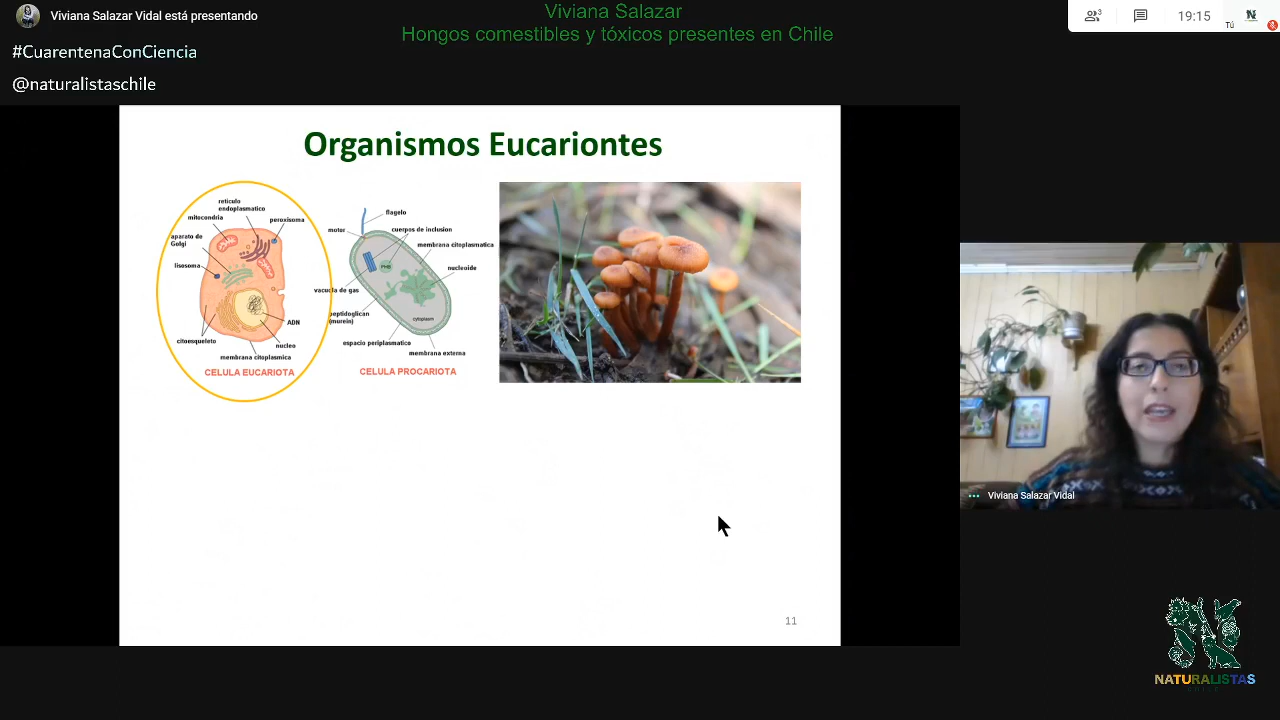 Viviana Salazar Vidal está presentando
Viviana Salazar
Hongos comestibles y tóxicos presentes en Chile
3
19:15
Tú
#CuarentenaConCiencia
@naturalistaschile
Organismos Eucariontes
reticulo
endoplasmatico
mitocondria
peroxisoma
aparato de
Golgi
lisosoma
ADN
citoesqueleto
nucleo
membrana citoplasmica
CELULA EUCARIOTA
flagelo
motor
cuerpos de inclusion
membrana citoplasmatica
nucleoide
PHB
vacuola de gas
peptidoglican
(murein)
cytoplasm
espacio periplasmatico
membrana externa
CELULA PROCARIOTA
11
Viviana Salazar Vidal
NATURALISTAS
CHILE